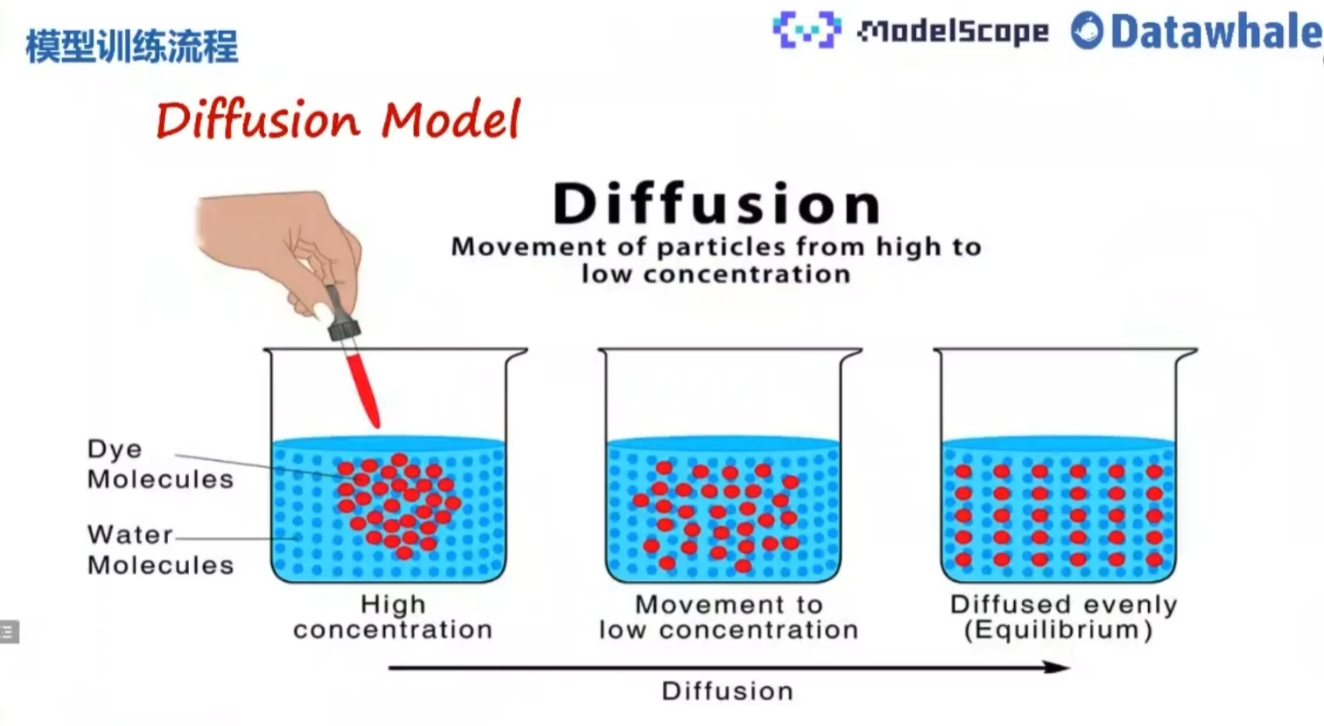 模型训练流程
ModelScope
Datawhale
Diffusion Model
Diffusion
Movement of particles from high to
low concentration
Dye
Molecules
Water
Molecules
High
concentration
Movement to
low concentration
Diffused evenly
(Equilibrium)
Diffusion